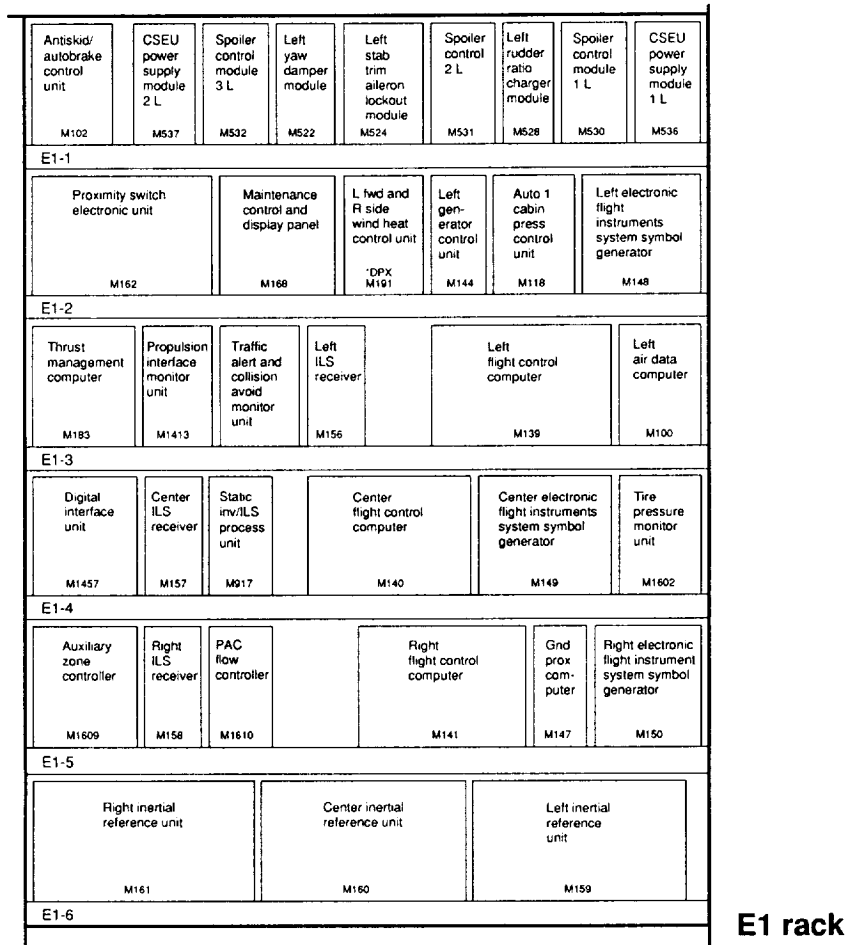 Antiskid/
autobrake
control
unit
M102
CSEU
power
supply
module
2 L
M537
Spoiler
control
module
3 L
M532
Left
yaw
damper
module
M522
Left
stab
trim
aileron
lockout
module
M524
Spoiler
control
2 L
M531
Left
rudder
ratio
charger
module
M528
Spoiler
control
module
1 L
M530
CSEU
power
supply
module
1 L
M536
E1-1
Proximity switch
electronic unit
M162
Maintenance
control and
display panel
M168
L fwd and
R side
wind heat
control unit
*DPX
M191
Left
gen-
erator
control
unit
M144
Auto 1
cabin
press
control
unit
M118
Left electronic
flight
instruments
system symbol
generator
M148
E1-2
Thrust
management
computer
M183
Propulsion
interface
monitor
unit
M1413
Traffic
alert and
collision
avoid
monitor
unit
Left
ILS
receiver
M156
Left
flight control
computer
M139
Left
air data
computer
M100
E1-3
Digital
interface
unit
M1457
Center
ILS
receiver
M157
Static
inv/ILS
process
unit
M917
Center
flight control
computer
M140
Center electronic
flight instruments
system symbol
generator
M149
Tire
pressure
monitor
unit
M1602
E1-4
Auxiliary
zone
controller
M1609
Right
ILS
receiver
M158
PAC
flow
controller
M1610
Right
flight control
computer
M141
Gnd
prox
com-
puter
M147
Right electronic
flight instrument
system symbol
generator
M150
E1-5
Right inertial
reference unit
M161
Center inertial
reference unit
M160
Left inertial
reference
unit
M159
E1-6
E1 rack